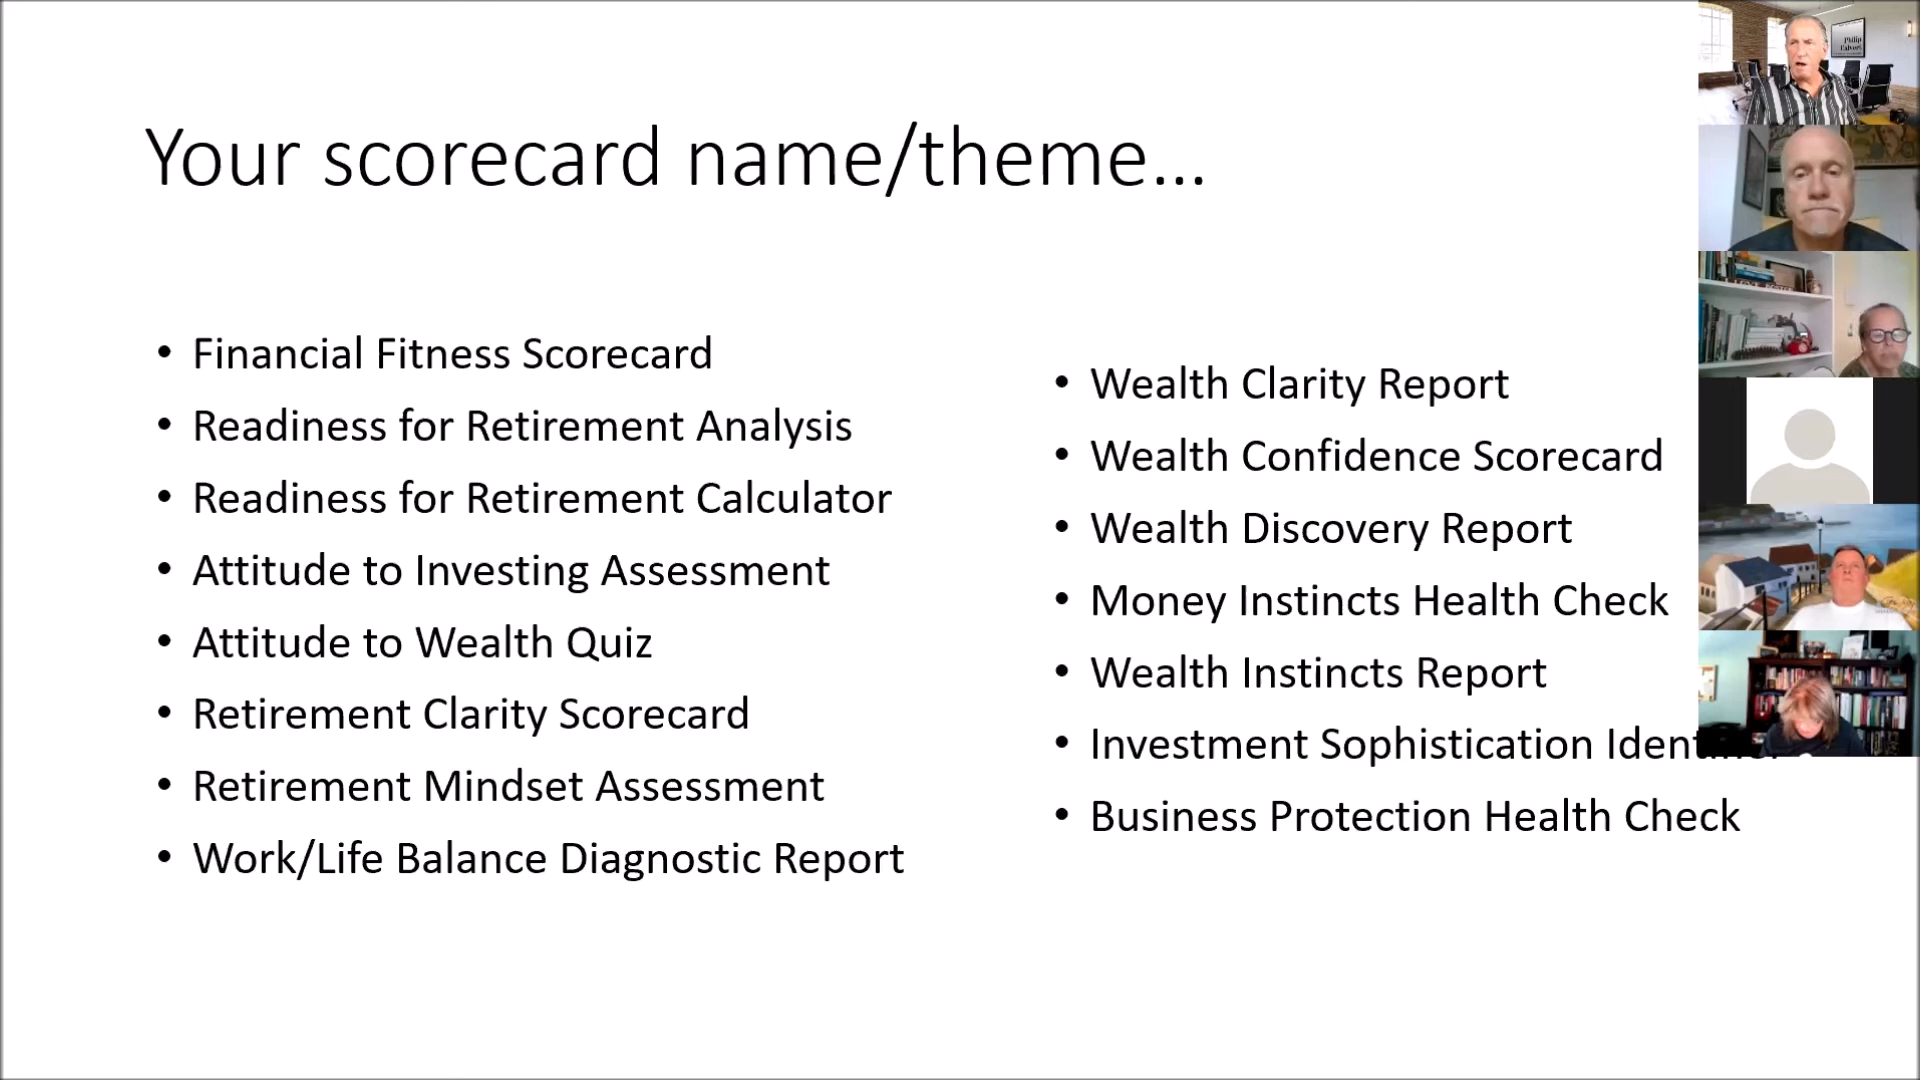 Your scorecard name/theme...
• Financial Fitness Scorecard
• Readiness for Retirement Analysis
• Readiness for Retirement Calculator
• Attitude to Investing Assessment
• Attitude to Wealth Quiz
• Retirement Clarity Scorecard
• Retirement Mindset Assessment
• Work/Life Balance Diagnostic Report
• Wealth Clarity Report
• Wealth Confidence Scorecard
• Wealth Discovery Report
• Money Instincts Health Check
• Wealth Instincts Report
• Investment Sophistication
• Business Protection Health Check
Philip
Calvert